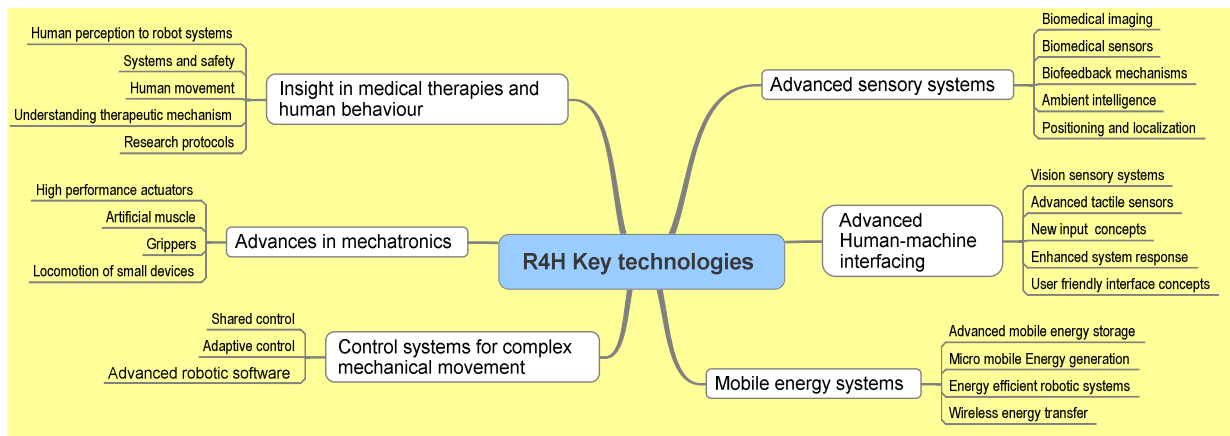 R4H Key technologies
Insight in medical therapies and
human behaviour
Human perception to robot systems
Systems and safety
Human movement
Understanding therapeutic mechanism
Research protocols
Advances in mechatronics
High performance actuators
Artificial muscle
Grippers
Locomotion of small devices
Control systems for complex
mechanical movement
Shared control
Adaptive control
Advanced robotic software
Advanced sensory systems
Biomedical imaging
Biomedical sensors
Biofeedback mechanisms
Ambient intelligence
Positioning and localization
Advanced
Human-machine
interfacing
Vision sensory systems
Advanced tactile sensors
New input concepts
Enhanced system response
User friendly interface concepts
Mobile energy systems
Advanced mobile energy storage
Micro mobile Energy generation
Energy efficient robotic systems
Wireless energy transfer